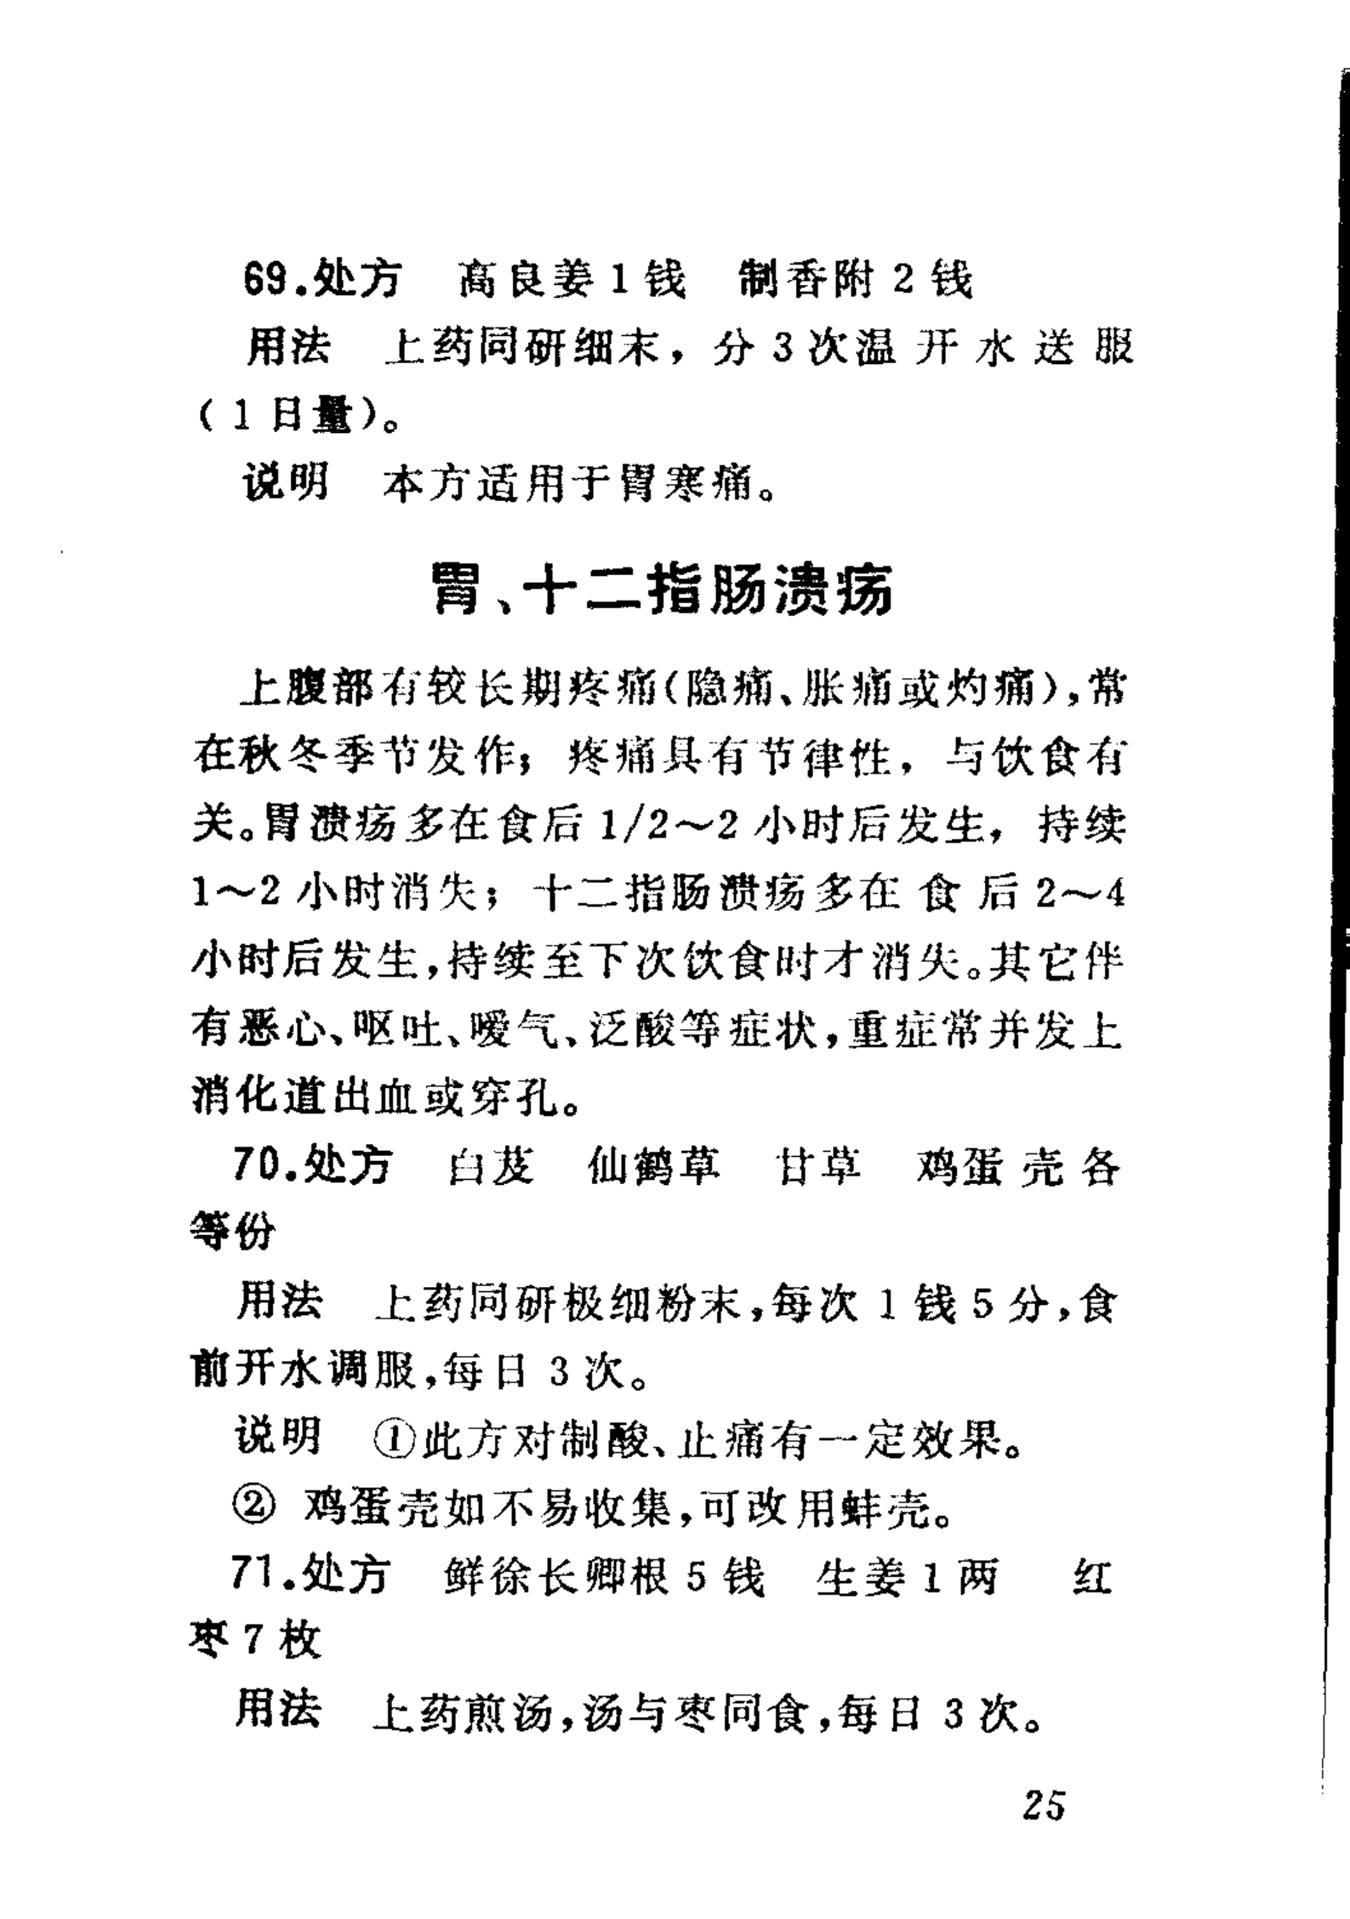 69.处方　高良姜1钱　制香附2钱
用法　上药同研细末，分3次温开水送服
（1日量）。
说明　本方适用于胃寒痛。
胃、十二指肠溃疡
上腹部有较长期疼痛（隐痛、胀痛或灼痛），常
在秋冬季节发作；疼痛具有节律性，与饮食有
关。胃溃疡多在食后1/2～2小时后发生，持续
1～2小时消失；十二指肠溃疡多在食后2～4
小时后发生，持续至下次饮食时才消失。其它伴
有恶心、呕吐、嗳气、泛酸等症状，重症常并发上
消化道出血或穿孔。
70.处方　白芨　仙鹤草　甘草　鸡蛋壳各
等份
用法　上药同研极细粉末，每次1钱5分，食
前开水调服，每日3次。
说明　①此方对制酸、止痛有一定效果。
②鸡蛋壳如不易收集，可改用蚌壳。
71.处方　鲜徐长卿根5钱　生姜1两　红
枣7枚
用法　上药煎汤，汤与枣同食，每日3次。
25